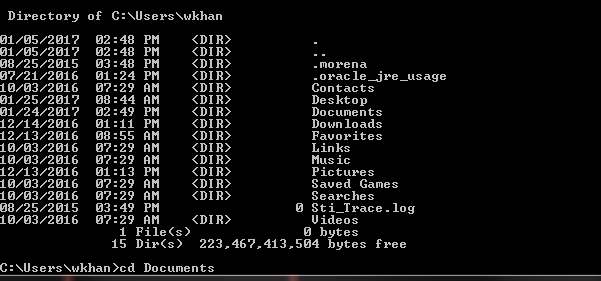 Directory of C:\Users\wkhan
01/05/2017  02:48 PM    <DIR>          .
01/05/2017  02:48 PM    <DIR>          ..
08/25/2015  03:48 PM    <DIR>          .morena
07/21/2016  01:24 PM    <DIR>          .oracle_jre_usage
10/03/2016  07:29 AM    <DIR>          Contacts
01/25/2017  08:44 AM    <DIR>          Desktop
01/24/2017  02:49 PM    <DIR>          Documents
12/14/2016  01:11 PM    <DIR>          Downloads
12/13/2016  08:55 AM    <DIR>          Favorites
10/03/2016  07:29 AM    <DIR>          Links
10/03/2016  07:29 AM    <DIR>          Music
12/13/2016  01:13 PM    <DIR>          Pictures
10/03/2016  07:29 AM    <DIR>          Saved Games
10/03/2016  07:29 AM    <DIR>          Searches
08/25/2015  03:49 PM                 0 Sti_Trace.log
10/03/2016  07:29 AM    <DIR>          Videos
1 File(s)              0 bytes
15 Dir(s)  223,467,413,504 bytes free
C:\Users\wkhan>cd Documents